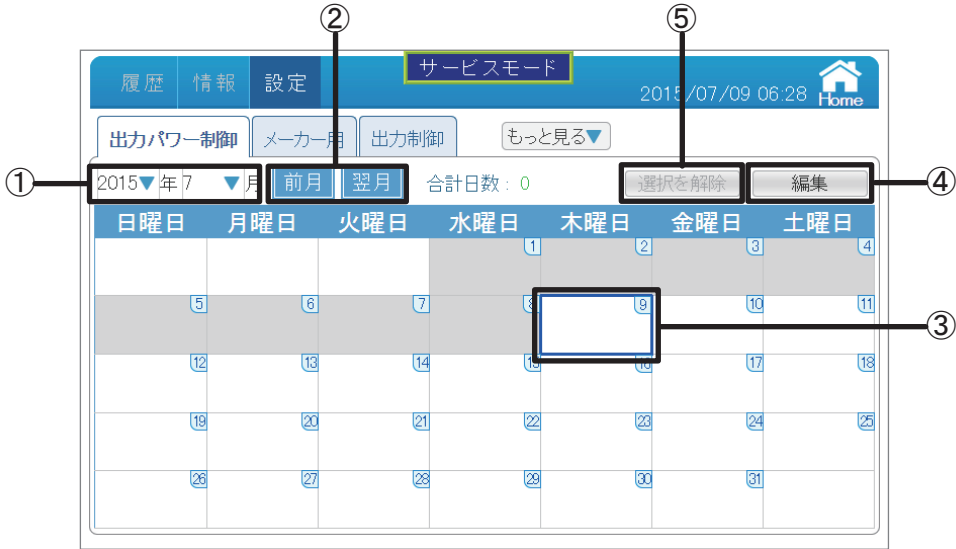 ② ⑤
サービスモード
履歴 情報 設定 2015/07/09 06:28 Home
出力パワー制御 メーカー用 出力制御 もっと見る▼
① 2015▼年7 ▼月 前月 翌月 合計日数:0 選択を解除 編集 ④
日曜日 月曜日 火曜日 水曜日 木曜日 金曜日 土曜日
1 2 3 4
5 6 7 8 9 10 11
③
12 13 14 15 16 17 18
19 20 21 22 23 24 25
26 27 28 29 30 31